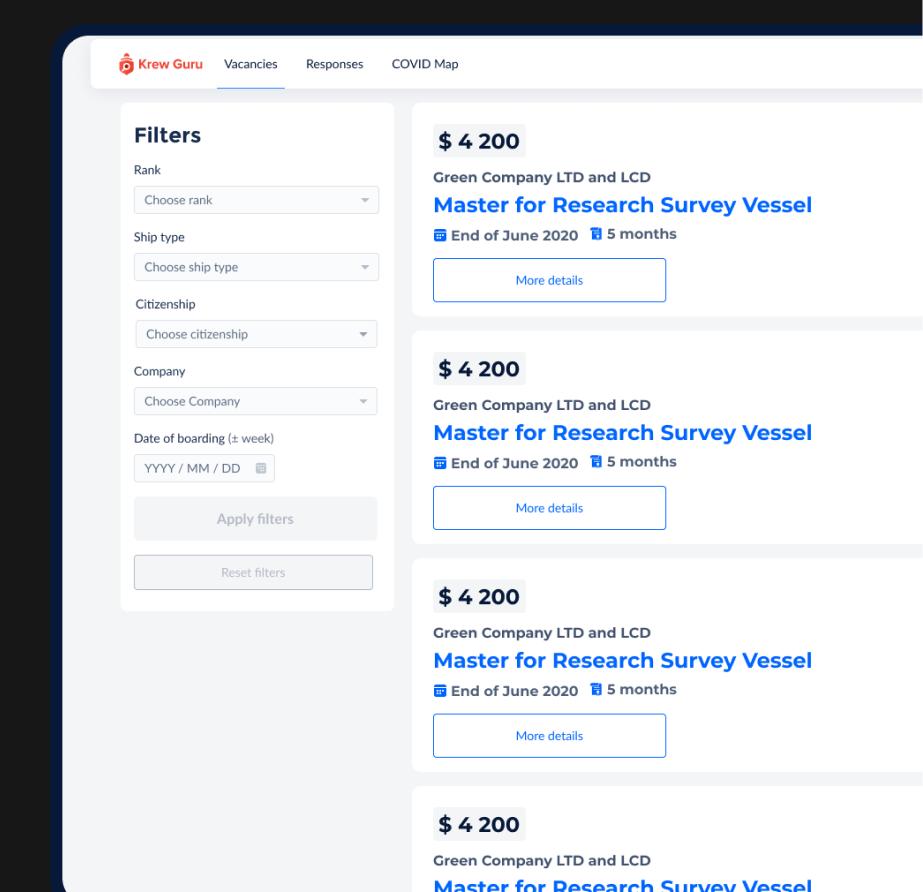 Krew Guru
Vacancies
Responses
COVID Map
Filters
Rank
Choose rank
Ship type
Choose ship type
Citizenship
Choose citizenship
Company
Choose Company
Date of boarding (± week)
YYYY / MM / DD
Apply filters
Reset filters
$ 4 200
Green Company LTD and LCD
Master for Research Survey Vessel
End of June 2020 5 months
More details
$ 4 200
Green Company LTD and LCD
Master for Research Survey Vessel
End of June 2020 5 months
More details
$ 4 200
Green Company LTD and LCD
Master for Research Survey Vessel
End of June 2020 5 months
More details
$ 4 200
Green Company LTD and LCD
Master for Research Survey Vessel